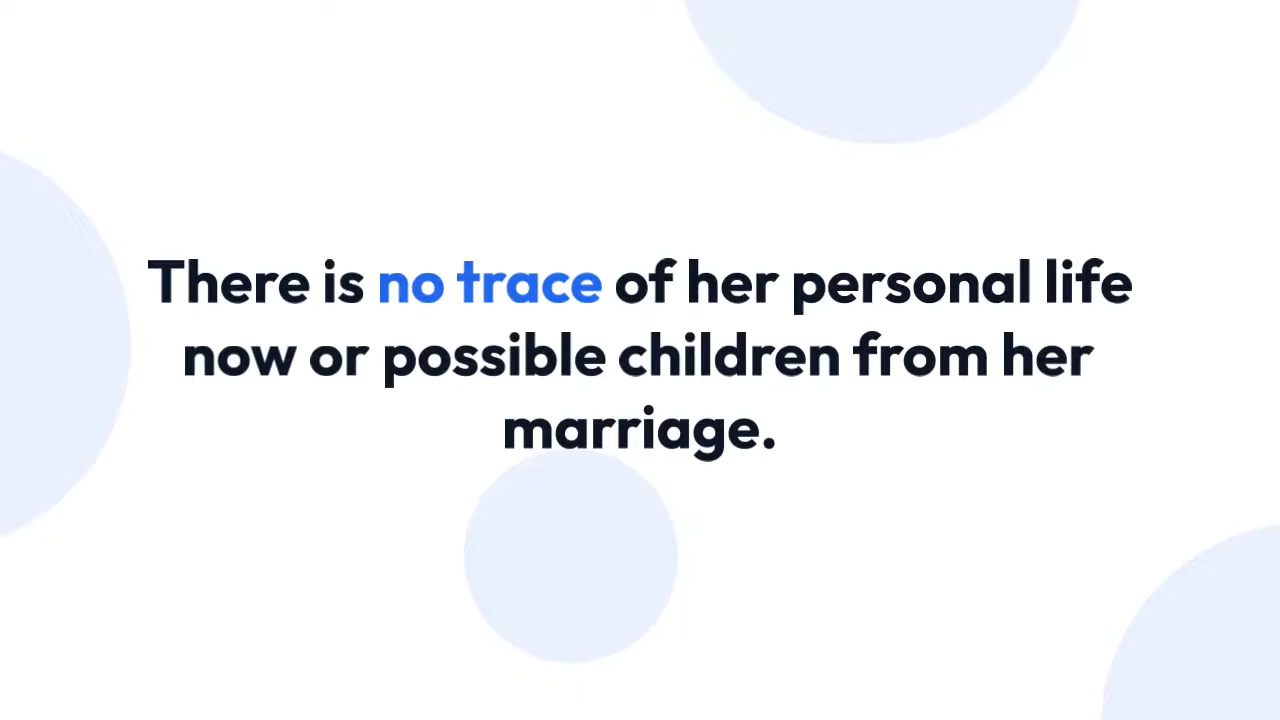 There is no trace of her personal life
now or possible children from her
marriage.